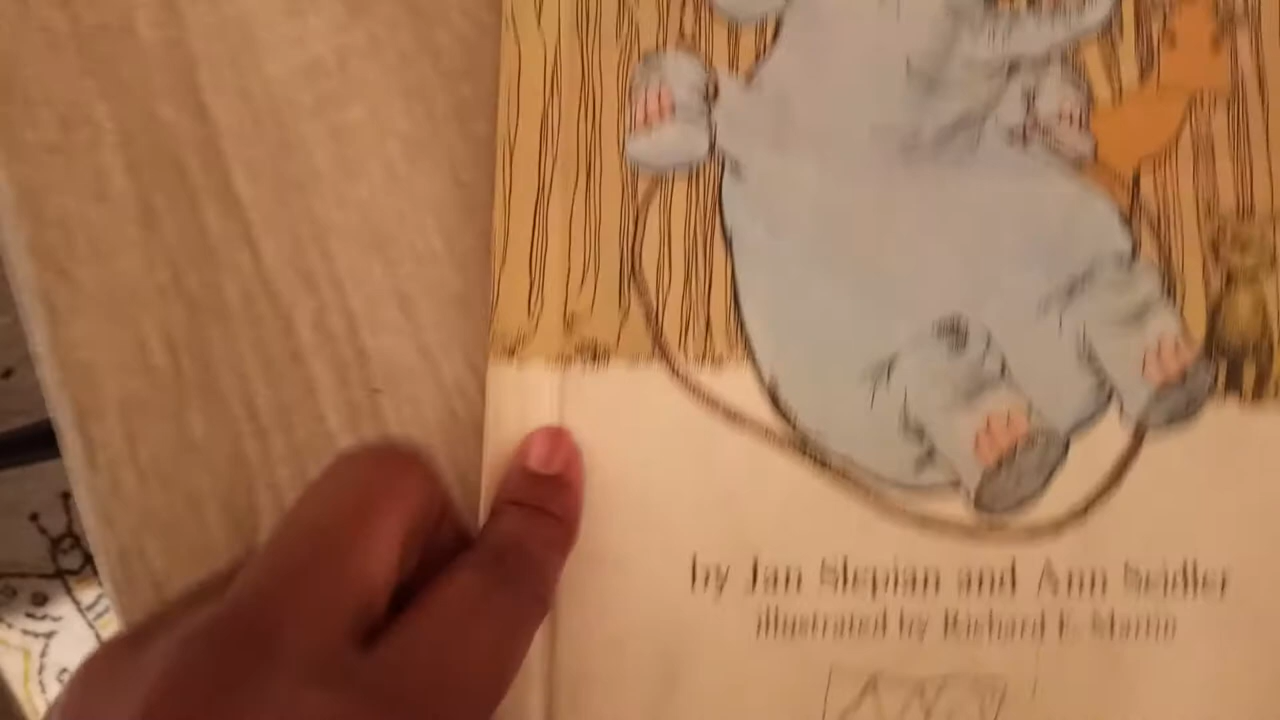 by Jan Slepian and Ann Seidler
illustrated by Richard E. Martin